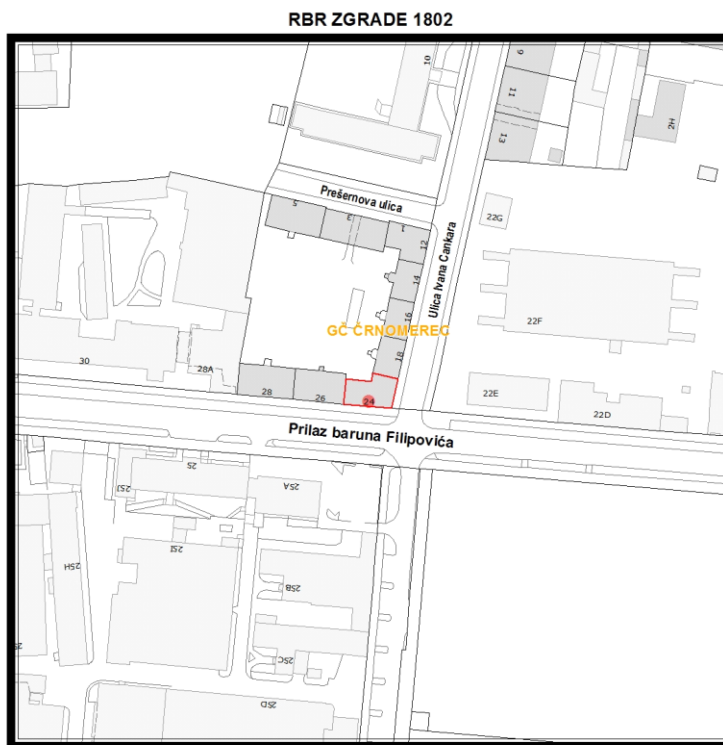 RBR ZGRADE 1802
10
9
11
13
2H
Prešernova ulica
5
3
1
12
14
16
18
Ulica Ivana Cankara
22G
22F
GČ ČRNOMEREC
30
28A
28
26
24
22E
22D
Prilaz baruna Filipovića
25J
25
25A
25H
25I
25B
25C
25D